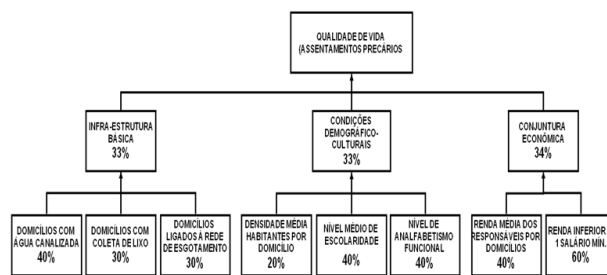 QUALIDADE DE VIDA
(ASSENTAMENTOS PRECÁRIOS
INFRA-ESTRUTURA
BÁSICA
33%
CONDIÇÕES
DEMOGRÁFICO-
CULTURAIS
33%
CONJUNTURA
ECONÔMICA
34%
DOMICÍLIOS COM
ÁGUA CANALIZADA
40%
DOMICÍLIOS COM
COLETA DE LIXO
30%
DOMICÍLIOS
LIGADOS À REDE
DE ESGOTAMENTO
30%
DENSIDADE MÉDIA
HABITANTES POR
DOMICÍLIO
20%
NÍVEL MÉDIO DE
ESCOLARIDADE
40%
NÍVEL DE
ANALFABETISMO
FUNCIONAL
40%
RENDA MÉDIA DOS
RESPONSÁVEIS POR
DOMICÍLIOS
40%
RENDA INFERIOR
1 SALÁRIO MÍN.
60%